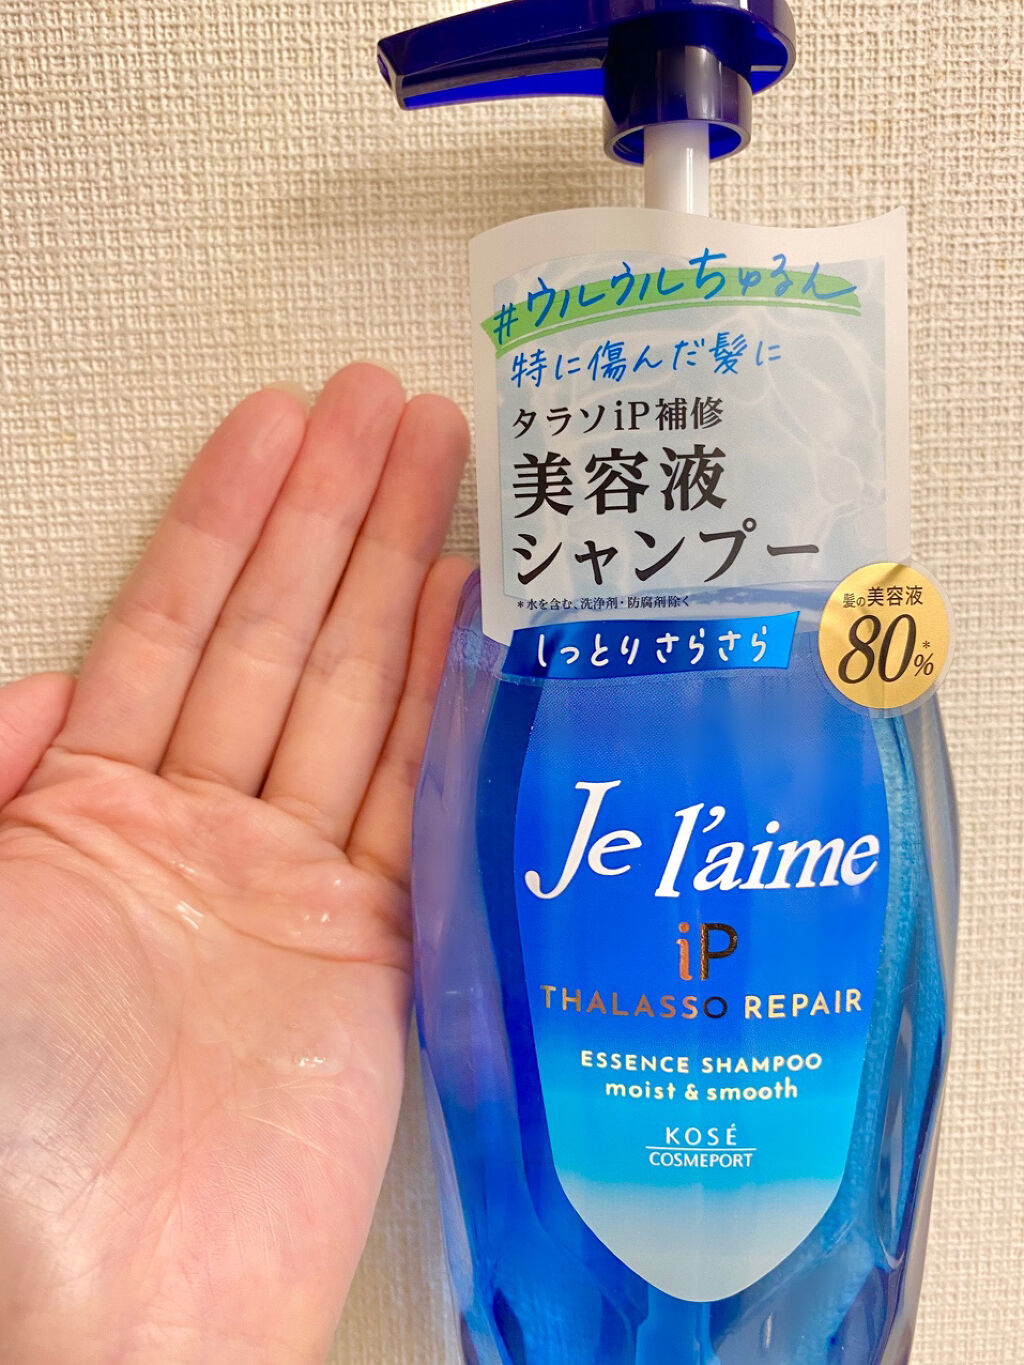 #ウルウルちゅるん
特に傷んだ髪に
タラソiP補修
美容液
シャンプー
*水を含む、洗浄剤・防腐剤除く
しっとりさらさら
髪の美容液
80%*
Je l'aime
iP
THALASSO REPAIR
ESSENCE SHAMPOO
moist & smooth
KOSÉ
COSMEPORT